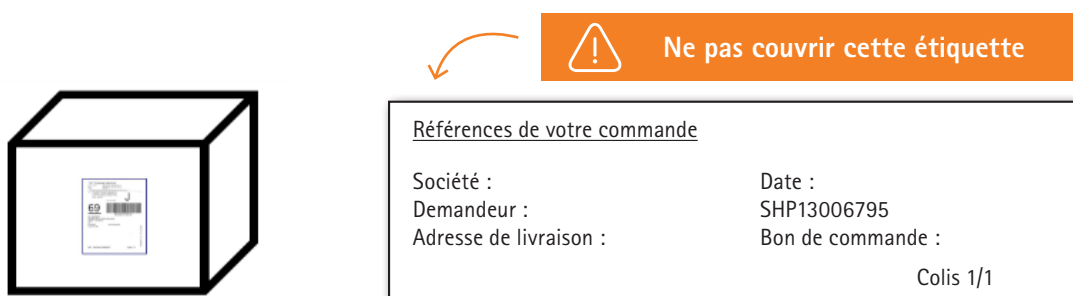 Ne pas couvrir cette étiquette
Références de votre commande
Société :
Date :
Demandeur :
SHP13006795
Adresse de livraison :
Bon de commande :
Colis 1/1
69
J